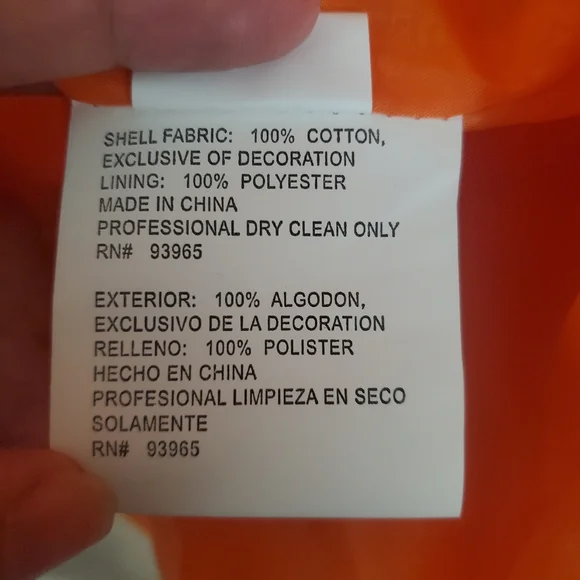 SHELL FABRIC: 100% COTTON,
EXCLUSIVE OF DECORATION
LINING: 100% POLYESTER
MADE IN CHINA
PROFESSIONAL DRY CLEAN ONLY
RN# 93965
EXTERIOR: 100% ALGODON,
EXCLUSIVO DE LA DECORATION
RELLENO: 100% POLISTER
HECHO EN CHINA
PROFESIONAL LIMPIEZA EN SECO
SOLAMENTE
RN# 93965